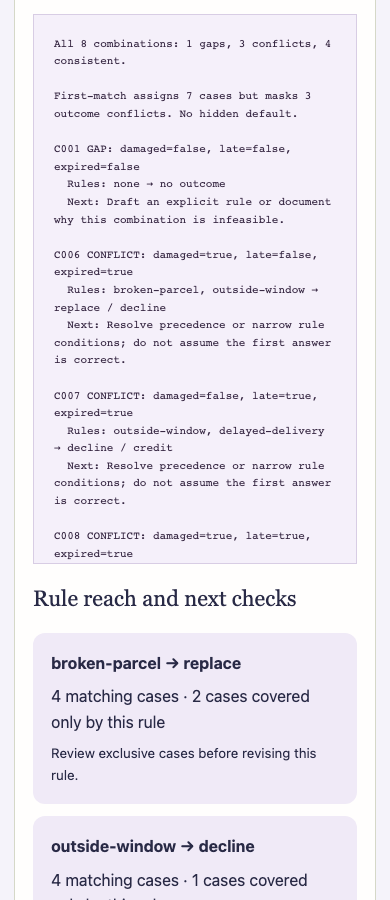 All 8 combinations: 1 gaps, 3 conflicts, 4
consistent.
First-match assigns 7 cases but masks 3
outcome conflicts. No hidden default.
C001 GAP: damaged=false, late=false,
expired=false
Rules: none → no outcome
Next: Draft an explicit rule or document
why this combination is infeasible.
C006 CONFLICT: damaged=true, late=false,
expired=true
Rules: broken-parcel, outside-window →
replace / decline
Next: Resolve precedence or narrow rule
conditions; do not assume the first answer
is correct.
C007 CONFLICT: damaged=false, late=true,
expired=true
Rules: outside-window, delayed-delivery
→ decline / credit
Next: Resolve precedence or narrow rule
conditions; do not assume the first answer
is correct.
C008 CONFLICT: damaged=true, late=true,
expired=true
Rule reach and next checks
broken-parcel → replace
4 matching cases · 2 cases covered
only by this rule
Review exclusive cases before revising this
rule.
outside-window → decline
4 matching cases · 1 cases covered